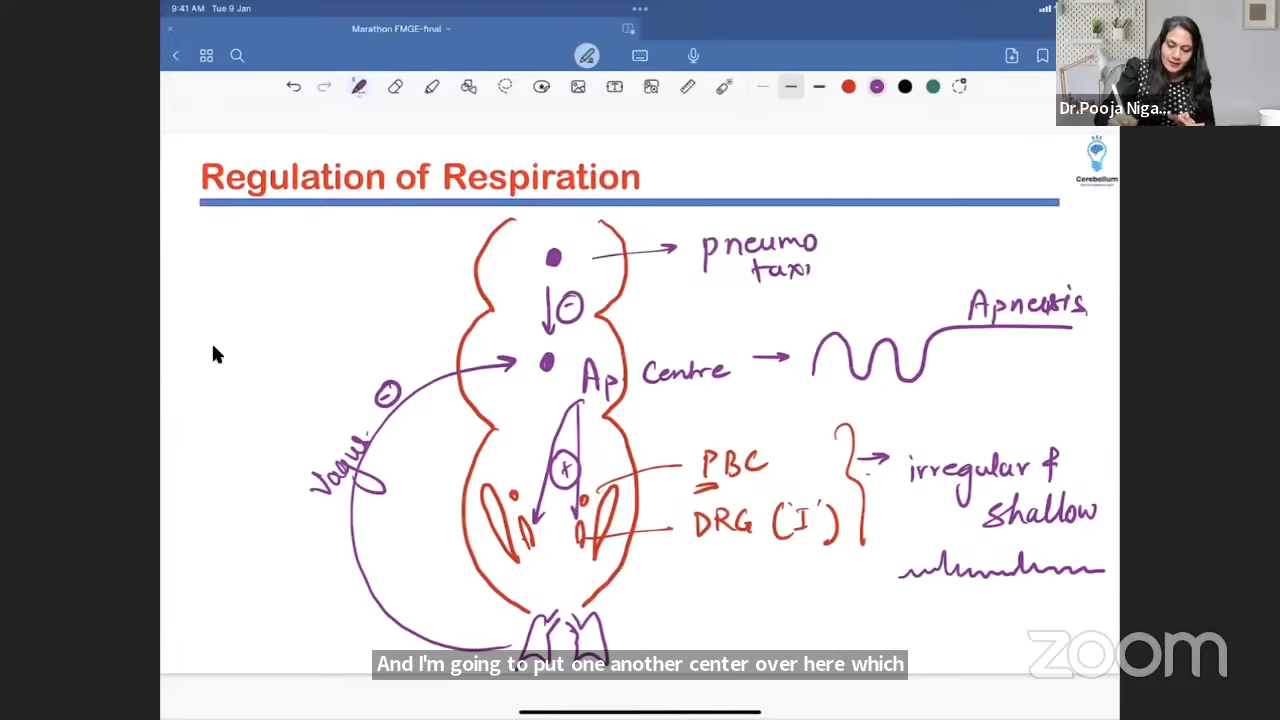 9:41 AM Tue 9 Jan
Marathon FMGE-final
Dr.Pooja Niga...
Cerebellum
Regulation of Respiration
pneumo
taxi
Apneusis
Ap. Centre
Vagus
PBC
DRG ('I')
irregular f
shallow
And I'm going to put one another center over here which
zoom